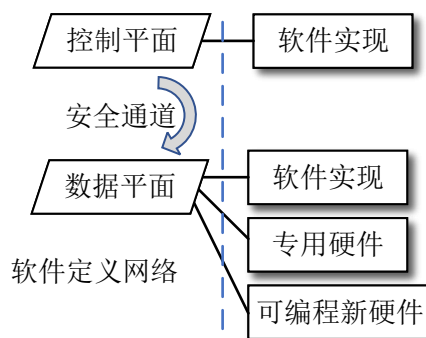 控制平面
软件实现
安全通道
数据平面
软件实现
专用硬件
软件定义网络
可编程新硬件